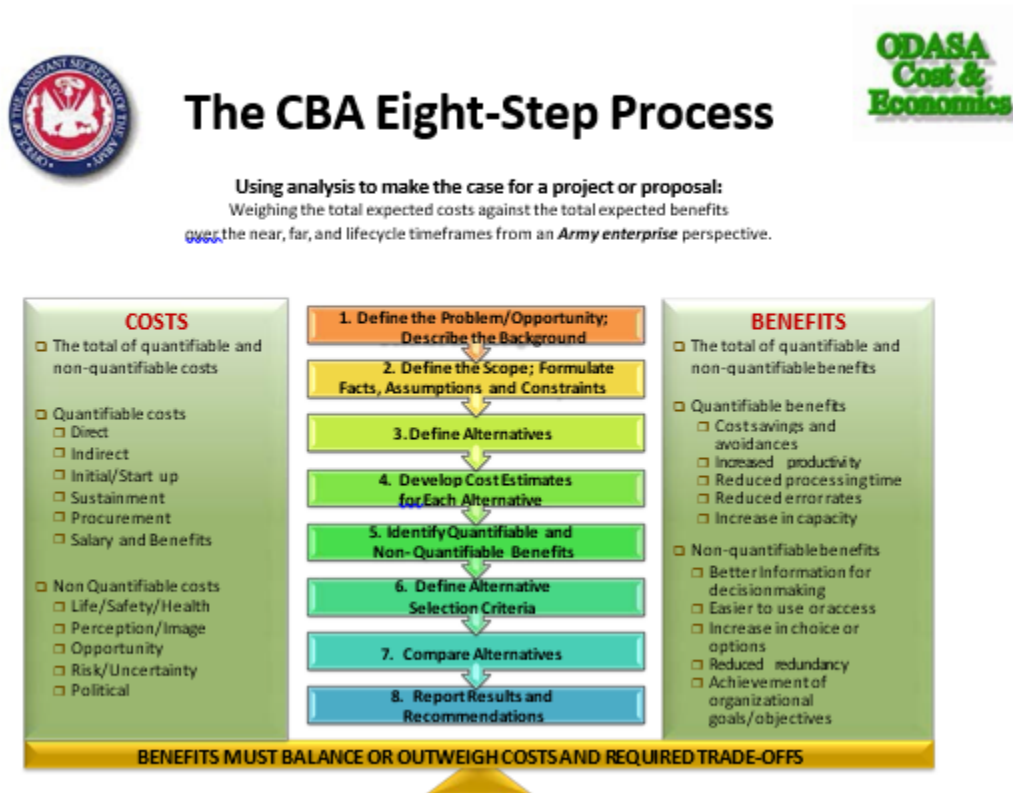 OFFICE OF THE ASSISTANT SECRETARY OF THE ARMY
ODASA
Cost &
Economics
The CBA Eight-Step Process
Using analysis to make the case for a project or proposal:
Weighing the total expected costs against the total expected benefits
over the near, far, and lifecycle timeframes from an Army enterprise perspective.
COSTS
The total of quantifiable and
non-quantifiable costs
Quantifiable costs
Direct
Indirect
Initial/Start up
Sustainment
Procurement
Salary and Benefits
Non Quantifiable costs
Life/Safety/Health
Perception/Image
Opportunity
Risk/Uncertainty
Political
1. Define the Problem/Opportunity;
Describe the Background
2. Define the Scope; Formulate
Facts, Assumptions and Constraints
3. Define Alternatives
4. Develop Cost Estimates
for Each Alternative
5. Identify Quantifiable and
Non-Quantifiable Benefits
6. Define Alternative
Selection Criteria
7. Compare Alternatives
8. Report Results and
Recommendations
BENEFITS
The total of quantifiable and
non-quantifiable benefits
Quantifiable benefits
Cost savings and
avoidances
Increased productivity
Reduced processing time
Reduced error rates
Increase in capacity
Non-quantifiable benefits
Better Information for
decision making
Easier to use or access
Increase in choice or
options
Reduced redundancy
Achievement of
organizational
goals/objectives
BENEFITS MUST BALANCE OR OUTWEIGH COSTS AND REQUIRED TRADE-OFFS